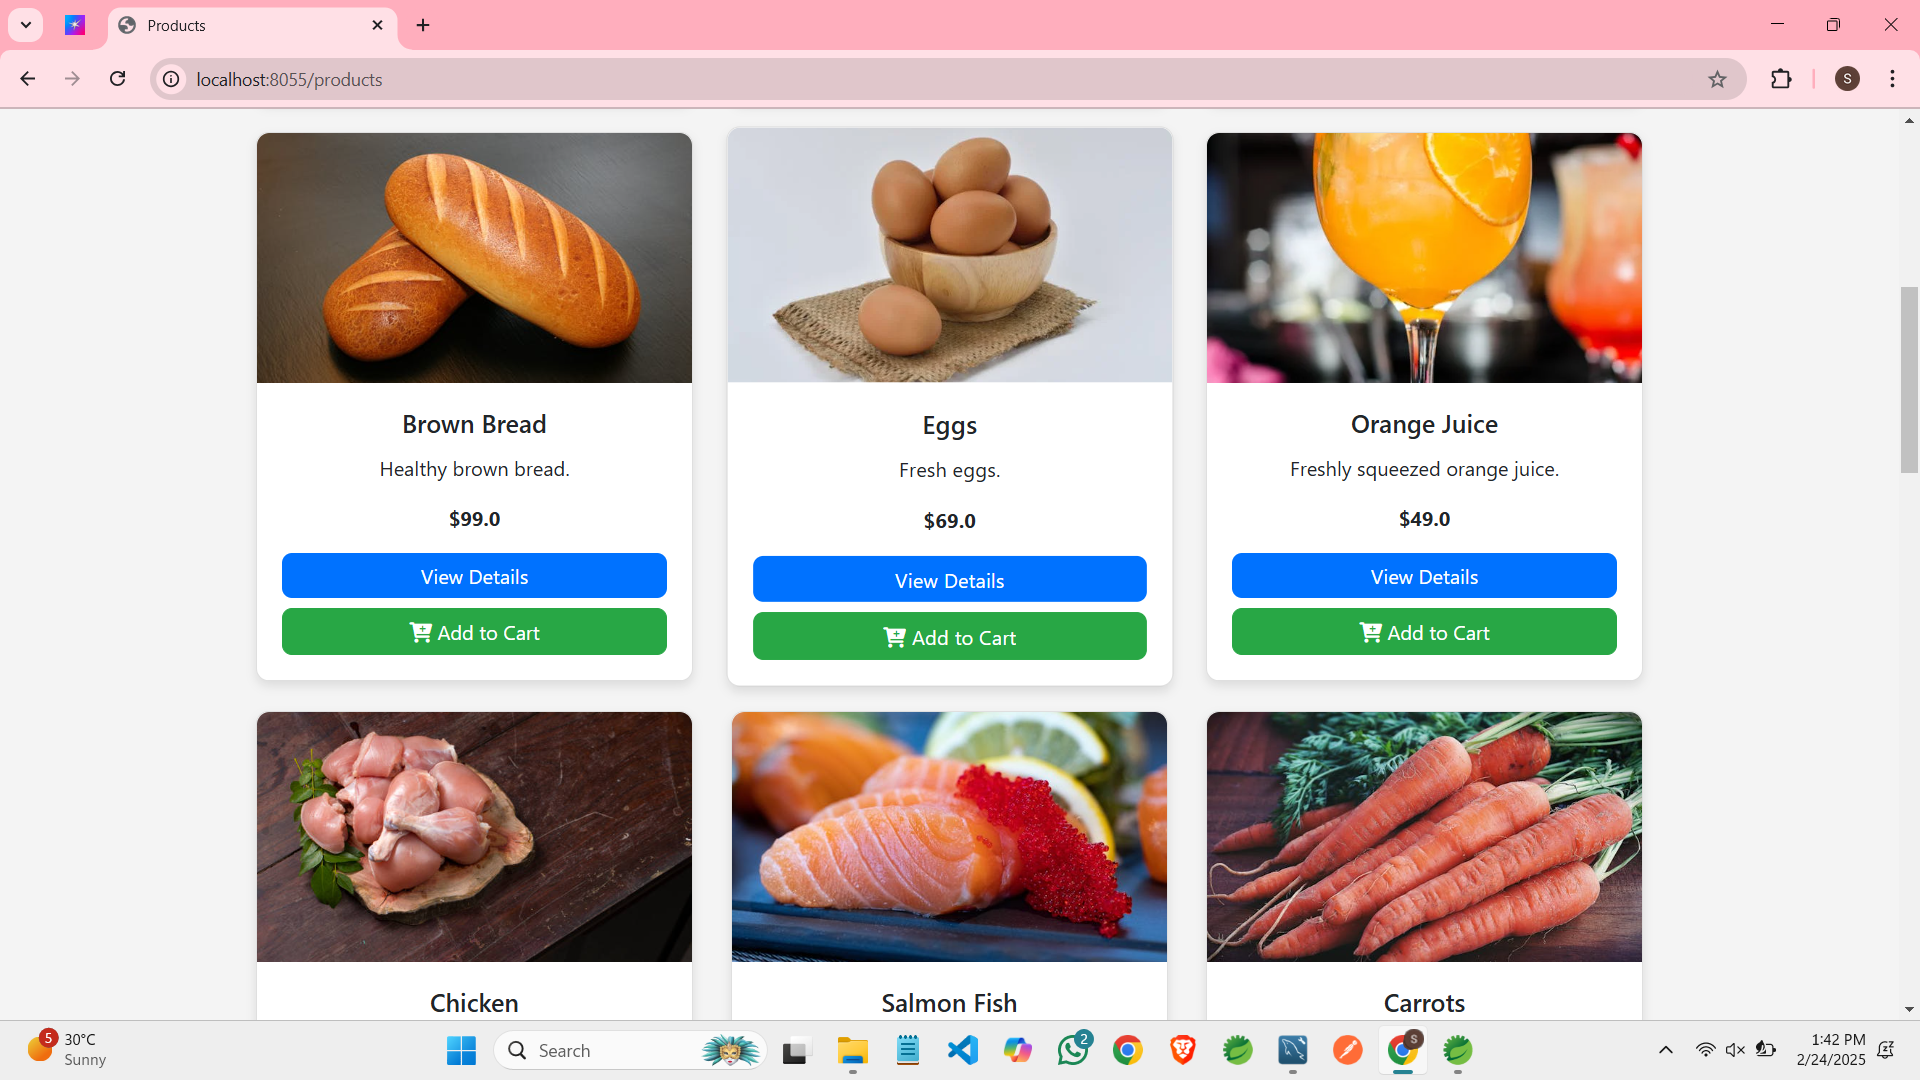 Products
localhost:8055/products
S
Brown Bread
Healthy brown bread.
$99.0
View Details
Add to Cart
Eggs
Fresh eggs.
$69.0
View Details
Add to Cart
Orange Juice
Freshly squeezed orange juice.
$49.0
View Details
Add to Cart
Chicken
Salmon Fish
Carrots
5
30°C
Sunny
Search
2
S
1:42 PM
2/24/2025